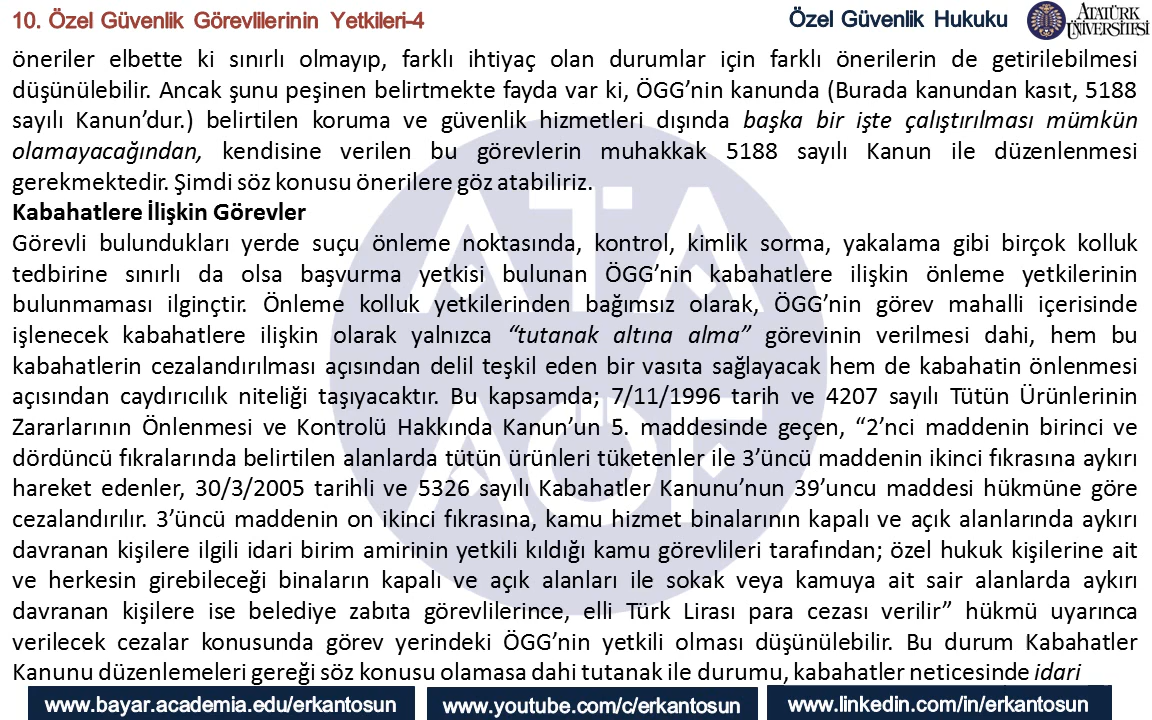 10. Özel Güvenlik Görevlilerinin Yetkileri-4
Özel Güvenlik Hukuku
ATATÜRK
ÜNİVERSİTESİ
öneriler elbette ki sınırlı olmayıp, farklı ihtiyaç olan durumlar için farklı önerilerin de getirilebilmesi
düşünülebilir. Ancak şunu peşinen belirtmekte fayda var ki, ÖGG’nin kanunda (Burada kanundan kasıt, 5188
sayılı Kanun’dur.) belirtilen koruma ve güvenlik hizmetleri dışında başka bir işte çalıştırılması mümkün
olamayacağından, kendisine verilen bu görevlerin muhakkak 5188 sayılı Kanun ile düzenlenmesi
gerekmektedir. Şimdi söz konusu önerilere göz atabiliriz.
Kabahatlere İlişkin Görevler
Görevli bulundukları yerde suçu önleme noktasında, kontrol, kimlik sorma, yakalama gibi birçok kolluk
tedbirine sınırlı da olsa başvurma yetkisi bulunan ÖGG’nin kabahatlere ilişkin önleme yetkilerinin
bulunmaması ilginçtir. Önleme kolluk yetkilerinden bağımsız olarak, ÖGG’nin görev mahalli içerisinde
işlenecek kabahatlere ilişkin olarak yalnızca “tutanak altına alma” görevinin verilmesi dahi, hem bu
kabahatlerin cezalandırılması açısından delil teşkil eden bir vasıta sağlayacak hem de kabahatin önlenmesi
açısından caydırıcılık niteliği taşıyacaktır. Bu kapsamda; 7/11/1996 tarih ve 4207 sayılı Tütün Ürünlerinin
Zararlarının Önlenmesi ve Kontrolü Hakkında Kanun’un 5. maddesinde geçen, “2’nci maddenin birinci ve
dördüncü fıkralarında belirtilen alanlarda tütün ürünleri tüketenler ile 3’üncü maddenin ikinci fıkrasına aykırı
hareket edenler, 30/3/2005 tarihli ve 5326 sayılı Kabahatler Kanunu’nun 39’uncu maddesi hükmüne göre
cezalandırılır. 3’üncü maddenin on ikinci fıkrasına, kamu hizmet binalarının kapalı ve açık alanlarında aykırı
davranan kişilere ilgili idari birim amirinin yetkili kıldığı kamu görevlileri tarafından; özel hukuk kişilerine ait
ve herkesin girebileceği binaların kapalı ve açık alanları ile sokak veya kamuya ait sair alanlarda aykırı
davranan kişilere ise belediye zabıta görevlilerince, elli Türk Lirası para cezası verilir” hükmü uyarınca
verilecek cezalar konusunda görev yerindeki ÖGG’nin yetkili olması düşünülebilir. Bu durum Kabahatler
Kanunu düzenlemeleri gereği söz konusu olamasa dahi tutanak ile durumu, kabahatler neticesinde idari
ATA
AÖF
www.bayar.academia.edu/erkantosun
www.youtube.com/c/erkantosun
www.linkedin.com/in/erkantosun